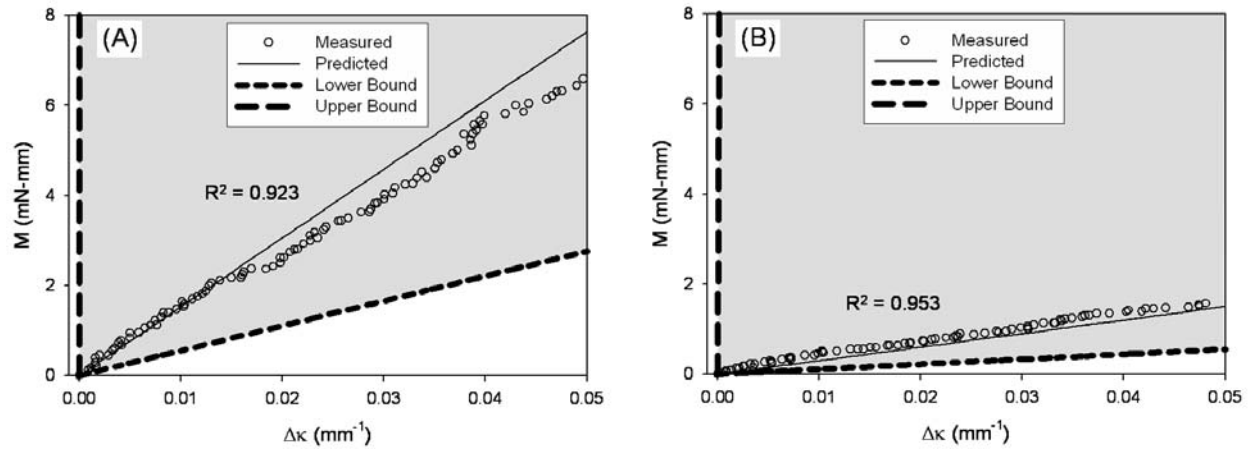 (A)
Measured
Predicted
Lower Bound
Upper Bound
R² = 0.923
M (mN-mm)
8
6
4
2
0
0.00 0.01 0.02 0.03 0.04 0.05
Δκ (mm⁻¹)
(B)
Measured
Predicted
Lower Bound
Upper Bound
R² = 0.953
M (mN-mm)
8
6
4
2
0
0.00 0.01 0.02 0.03 0.04 0.05
Δκ (mm⁻¹)